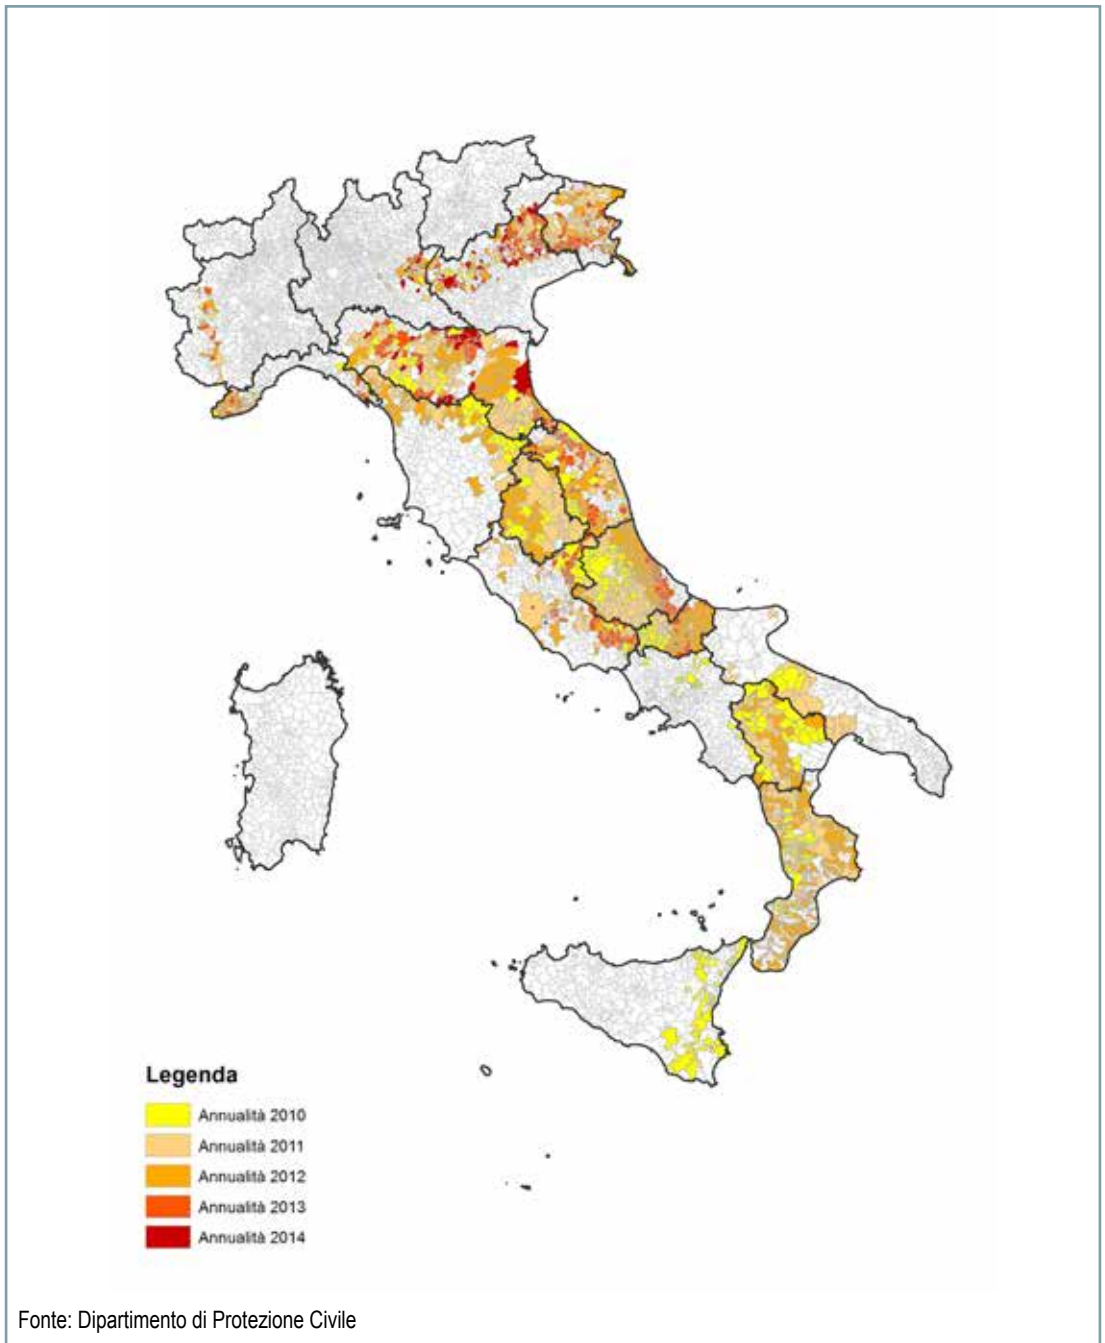 Legenda
Annualità 2010
Annualità 2011
Annualità 2012
Annualità 2013
Annualità 2014
Fonte: Dipartimento di Protezione Civile